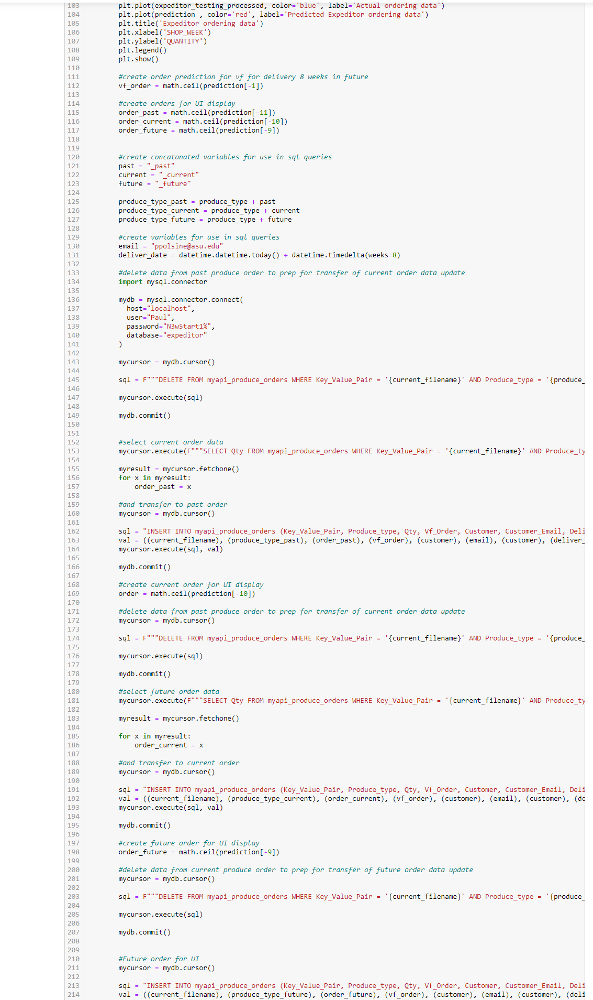 103 plt.plot(expeditor_testing_processed, color='blue', label='Actual ordering data')
104 plt.plot(prediction , color='red', label='Predicted Expeditor ordering data')
105 plt.title('Expeditor ordering data')
106 plt.xlabel('SHOP_WEEK')
107 plt.ylabel('QUANTITY')
108 plt.legend()
109 plt.show()
110
111 #create order prediction for vf for delivery 8 weeks in future
112 vf_order = math.ceil(prediction[-1])
113
114 #create orders for UI display
115 order_past = math.ceil(prediction[-11])
116 order_current = math.ceil(prediction[-10])
117 order_future = math.ceil(prediction[-9])
118
119
120 #create concatonated variables for use in sql queries
121 past = "_past"
122 current = "_current"
123 future = "_future"
124
125 produce_type_past = produce_type + past
126 produce_type_current = produce_type + current
127 produce_type_future = produce_type + future
128
129 #create variables for use in sql queries
130 email = "ppolsine@asu.edu"
131 deliver_date = datetime.datetime.today() + datetime.timedelta(weeks=8)
132
133 #delete data from past produce order to prep for transfer of current order data update
134 import mysql.connector
135
136 mydb = mysql.connector.connect(
137 host="localhost",
138 user="Paul",
139 password="N3w5tart1%",
140 database="expeditor"
141 )
142
143 mycursor = mydb.cursor()
144
145 sql = F"""DELETE FROM myapi_produce_orders WHERE Key_Value_Pair = '{current_filename}' AND Produce_type = '{produce_
146
147 mycursor.execute(sql)
148
149 mydb.commit()
150
151
152 #select current order data
153 mycursor.execute(F"""SELECT Qty FROM myapi_produce_orders WHERE Key_Value_Pair = '{current_filename}' AND Produce_ty
154
155 myresult = mycursor.fetchone()
156 for x in myresult:
157 order_past = x
158
159 #and transfer to past order
160 mycursor = mydb.cursor()
161
162 sql = "INSERT INTO myapi_produce_orders (Key_Value_Pair, Produce_type, Qty, Vf_Order, Customer, Customer_Email, Deli
163 val = ((current_filename), (produce_type_past), (order_past), (vf_order), (customer), (email), (customer), (deliver_
164 mycursor.execute(sql, val)
165
166 mydb.commit()
167
168 #create current order for UI display
169 order = math.ceil(prediction[-10])
170
171 #delete data from past produce order to prep for transfer of current order data update
172 mycursor = mydb.cursor()
173
174 sql = F"""DELETE FROM myapi_produce_orders WHERE Key_Value_Pair = '{current_filename}' AND Produce_type = '{produce_
175
176 mycursor.execute(sql)
177
178 mydb.commit()
179
180 #select future order data
181 mycursor.execute(F"""SELECT Qty FROM myapi_produce_orders WHERE Key_Value_Pair = '{current_filename}' AND Produce_ty
182
183 myresult = mycursor.fetchone()
184
185 for x in myresult:
186 order_current = x
187
188 #and transfer to current order
189 mycursor = mydb.cursor()
190
191 sql = "INSERT INTO myapi_produce_orders (Key_Value_Pair, Produce_type, Qty, Vf_Order, Customer, Customer_Email, Deli
192 val = ((current_filename), (produce_type_current), (order_current), (vf_order), (customer), (email), (customer), (de
193 mycursor.execute(sql, val)
194
195 mydb.commit()
196
197 #create future order for UI display
198 order_future = math.ceil(prediction[-9])
199
200 #delete data from current produce order to prep for transfer of future order data update
201 mycursor = mydb.cursor()
202
203 sql = F"""DELETE FROM myapi_produce_orders WHERE Key_Value_Pair = '{current_filename}' AND Produce_type = '{produce_
204
205 mycursor.execute(sql)
206
207 mydb.commit()
208
209
210 #Future order for UI
211 mycursor = mydb.cursor()
212
213 sql = "INSERT INTO myapi_produce_orders (Key_Value_Pair, Produce_type, Qty, Vf_Order, Customer, Customer_Email, Deli
214 val = ((current_filename), (produce_type_future), (order_future), (vf_order), (customer), (email), (customer), (deli